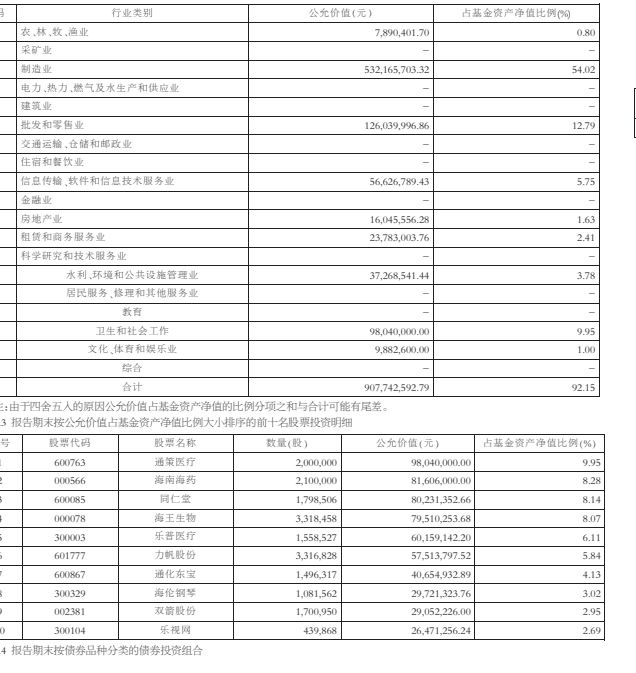 码 行业类别 公允价值(元) 占基金资产净值比例(%)
农、林、牧、渔业 7,890,401.70 0.80
采矿业 – –
制造业 532,165,703.32 54.02
电力、热力、燃气及水生产和供应业 – –
建筑业 – –
批发和零售业 126,039,996.86 12.79
交通运输、仓储和邮政业 – –
住宿和餐饮业 – –
信息传输、软件和信息技术服务业 56,626,789.43 5.75
金融业 – –
房地产业 16,045,556.28 1.63
租赁和商务服务业 23,783,003.76 2.41
科学研究和技术服务业 – –
水利、环境和公共设施管理业 37,268,541.44 3.78
居民服务、修理和其他服务业 – –
教育 – –
卫生和社会工作 98,040,000.00 9.95
文化、体育和娱乐业 9,882,600.00 1.00
综合 – –
合计 907,742,592.79 92.15
注:由于四舍五入的原因公允价值占基金资产净值的比例分项之和与合计可能有尾差。
.3 报告期末按公允价值占基金资产净值比例大小排序的前十名股票投资明细
号 股票代码 股票名称 数量(股) 公允价值(元) 占基金资产净值比例(%)
1 600763 通策医疗 2,000,000 98,040,000.00 9.95
2 000566 海南海药 2,100,000 81,606,000.00 8.28
3 600085 同仁堂 1,798,506 80,231,352.66 8.14
4 000078 海王生物 3,318,458 79,510,253.68 8.07
5 300003 乐普医疗 1,558,527 60,159,142.20 6.11
6 601777 力帆股份 3,316,828 57,513,797.52 5.84
7 600867 通化东宝 1,496,317 40,654,932.89 4.13
8 300329 海伦钢琴 1,081,562 29,721,323.76 3.02
9 002381 双箭股份 1,700,950 29,052,226.00 2.95
0 300104 乐视网 439,868 26,471,256.24 2.69
.4 报告期末按债券品种分类的债券投资组合